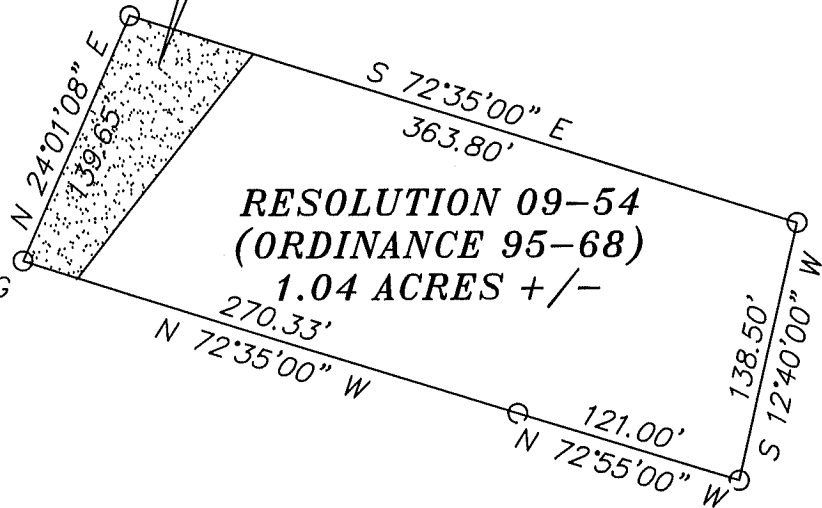 N 24°01'08" E
139.65'
S 72°35'00" E
363.80'
RESOLUTION 09-54
(ORDINANCE 95-68)
1.04 ACRES +/-
G
270.33'
N 72°35'00" W
138.50'
S 12°40'00" W
121.00'
N 72°55'00" W